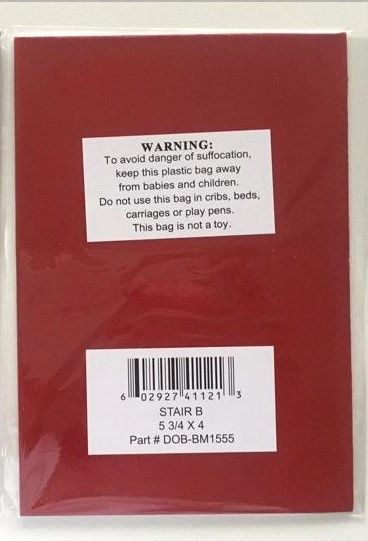 WARNING:
To avoid danger of suffocation,
keep this plastic bag away
from babies and children.
Do not use this bag in cribs, beds,
carriages or play pens.
This bag is not a toy.
6 02927 41121 3
STAIR B
5 3/4 X 4
Part # DOB-BM1555